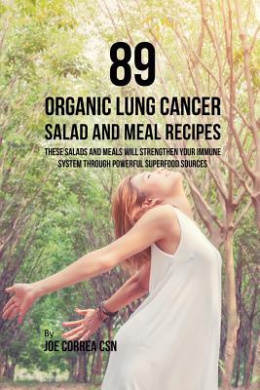 89
ORGANIC LUNG CANCER
SALAD AND MEAL RECIPES
THESE SALADS AND MEALS WILL STRENGTHEN YOUR IMMUNE
SYSTEM THROUGH POWERFUL SUPERFOOD SOURCES
By
JOE CORREA CSN